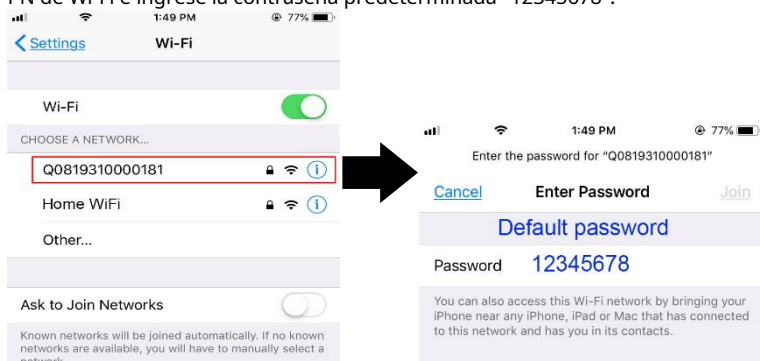 PN de Wi-Fi e ingrese la contraseña predeterminada "12345678".
1:49 PM
77%
Settings
Wi-Fi
Wi-Fi
CHOOSE A NETWORK...
Q0819310000181
Home WiFi
Other...
Ask to Join Networks
Known networks will be joined automatically. If no known
networks are available, you will have to manually select a
network.
1:49 PM
77%
Enter the password for “Q0819310000181”
Cancel
Enter Password
Join
Default password
Password
12345678
You can also access this Wi-Fi network by bringing your
iPhone near any iPhone, iPad or Mac that has connected
to this network and has you in its contacts.